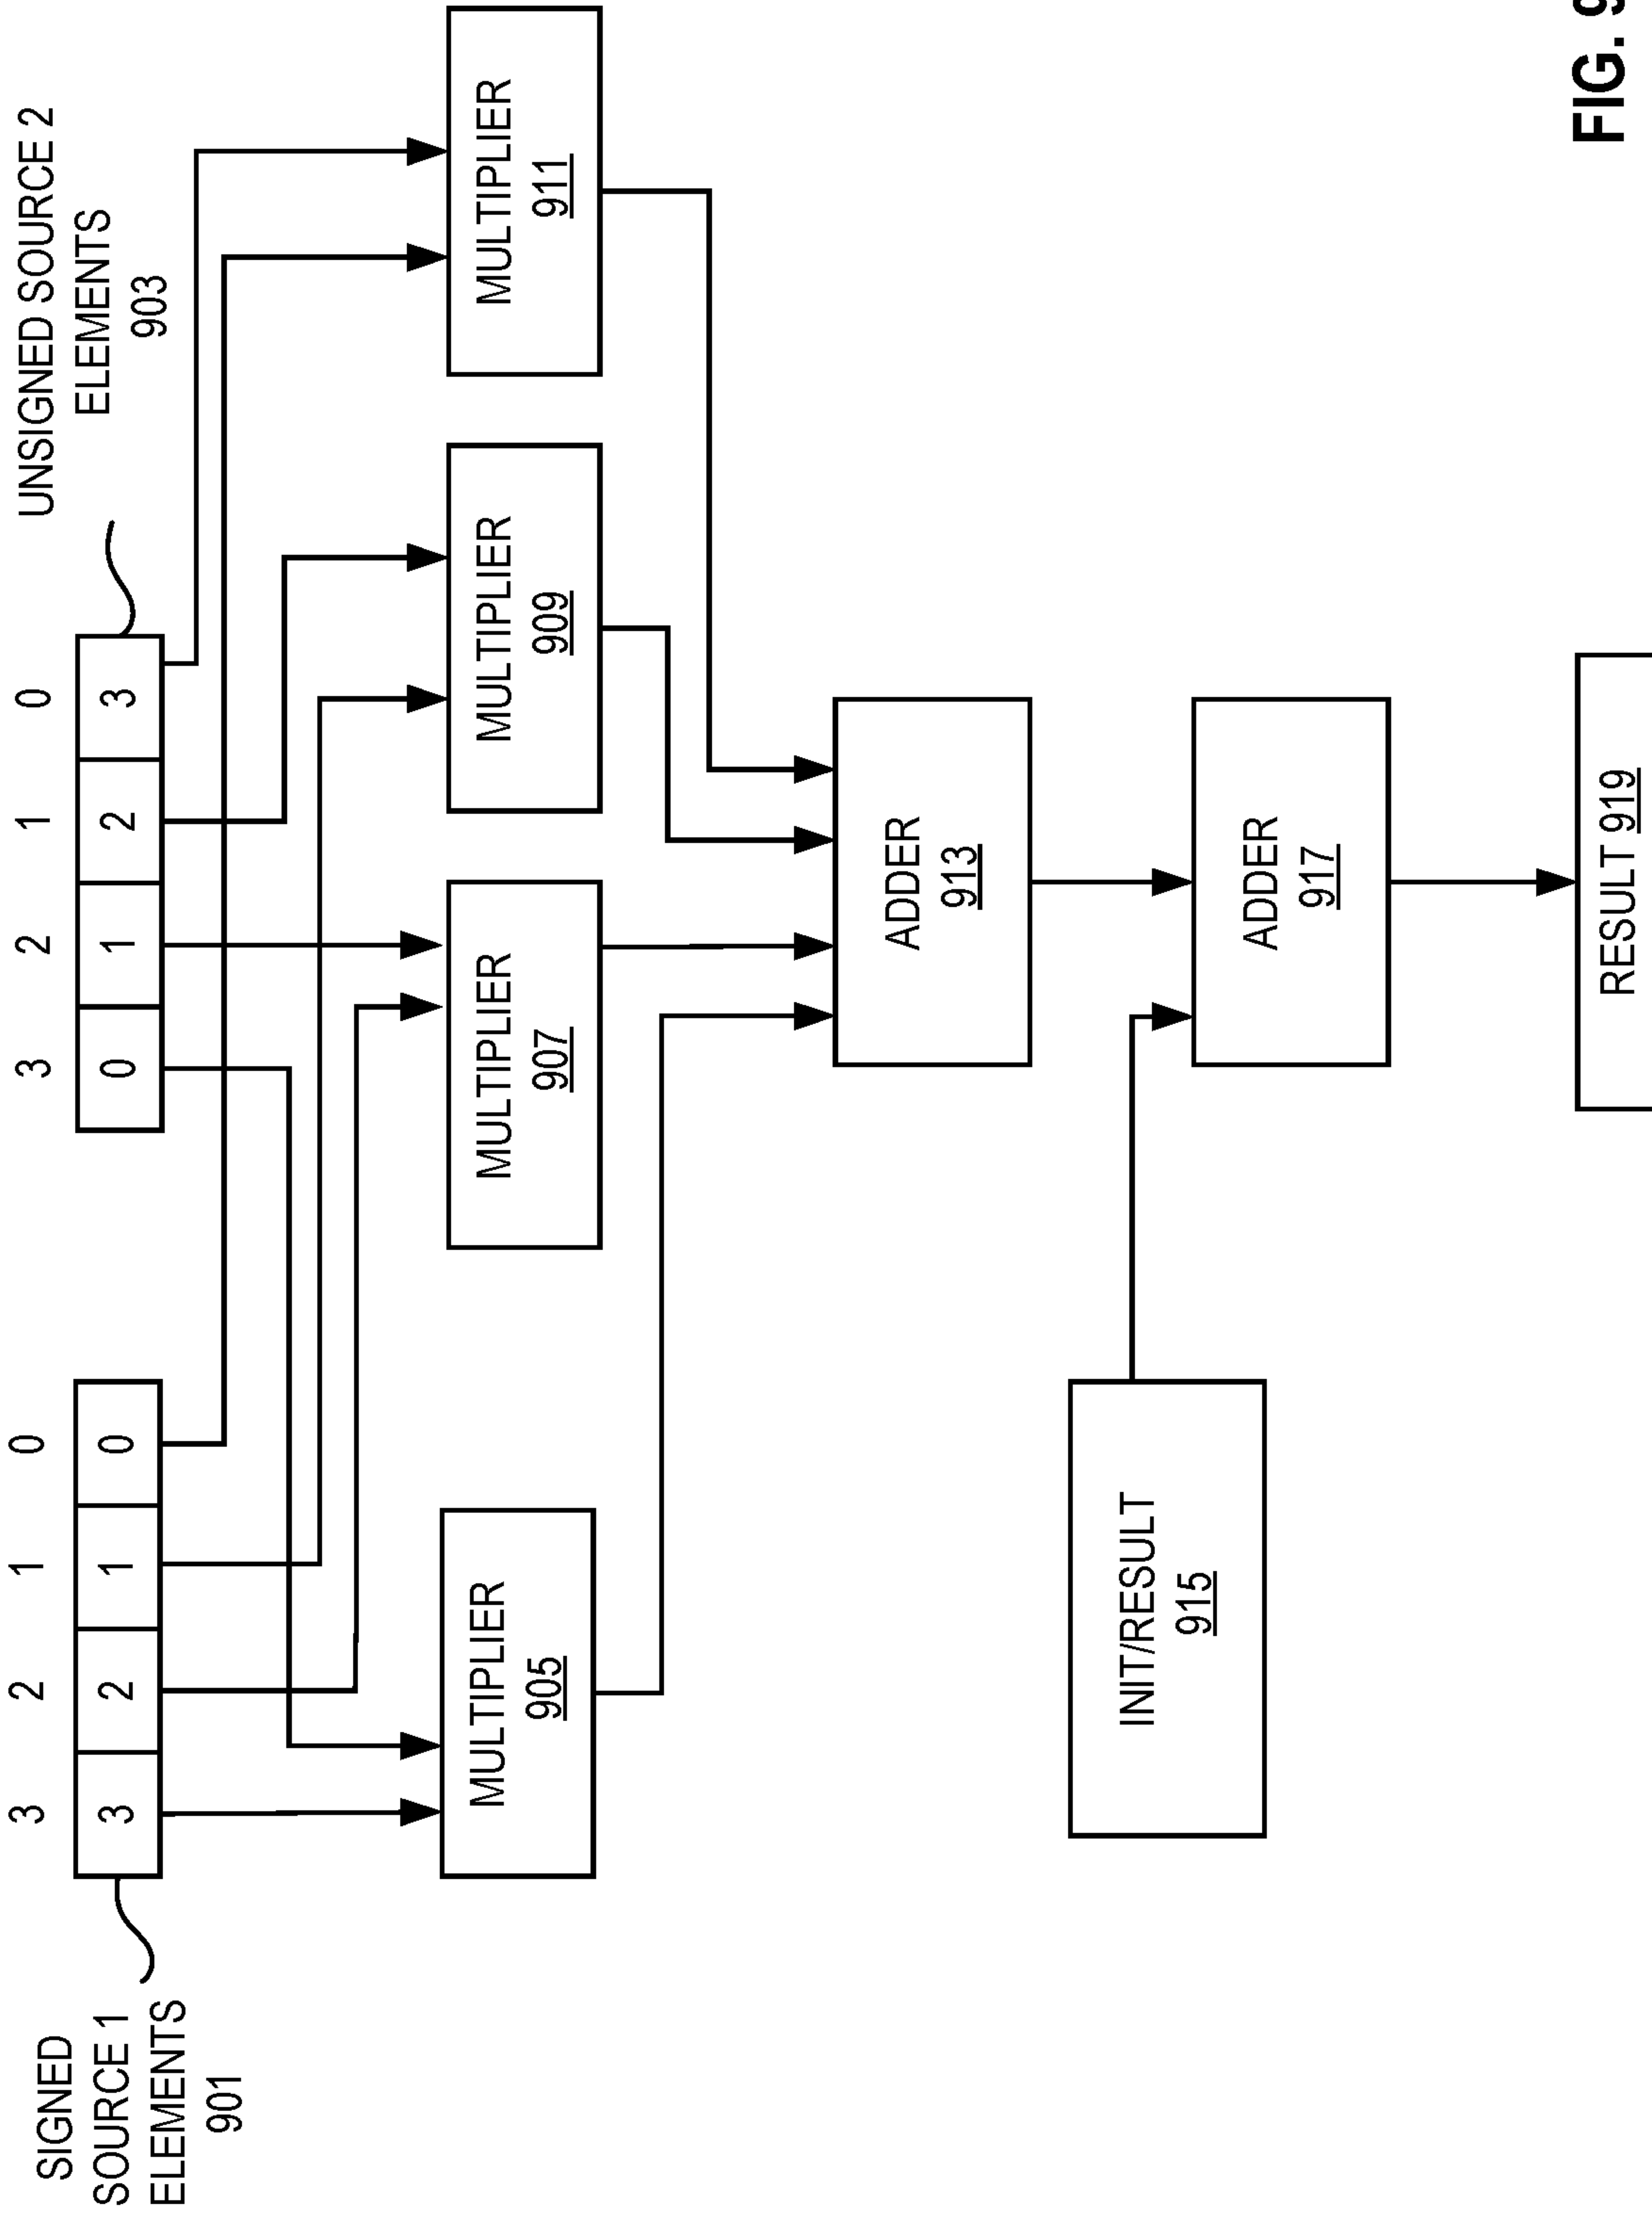 SIGNED
SOURCE 1
ELEMENTS
901
3 2 1 0
3 2 1 0
UNSIGNED SOURCE 2
ELEMENTS
903
3 2 1 0
0 1 2 3
MULTIPLIER
905
MULTIPLIER
907
MULTIPLIER
909
MULTIPLIER
911
ADDER
913
INIT/RESULT
915
ADDER
917
RESULT 919
FIG. 9